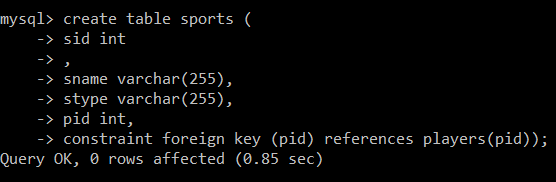 mysql> create table sports (
    -> sid int
    -> ,
    -> sname varchar(255),
    -> stype varchar(255),
    -> pid int,
    -> constraint foreign key (pid) references players(pid));
Query OK, 0 rows affected (0.85 sec)